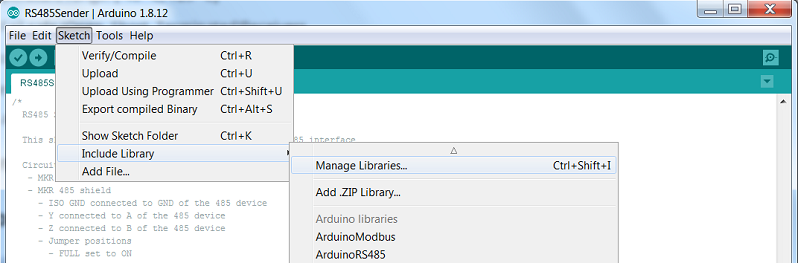 RS485Sender | Arduino 1.8.12
File Edit Sketch Tools Help
Verify/Compile Ctrl+R
Upload Ctrl+U
Upload Using Programmer Ctrl+Shift+U
Export compiled Binary Ctrl+Alt+S
Show Sketch Folder Ctrl+K
Include Library
Add File...
Manage Libraries... Ctrl+Shift+I
Add .ZIP Library...
Arduino libraries
ArduinoModbus
ArduinoRS485
RS485S
/*
RS485
This s
85 interface
Circui
- MKR
- MKR 485 shield
- ISO GND connected to GND of the 485 device
- Y connected to A of the 485 device
- Z connected to B of the 485 device
- Jumper positions
- FULL set to ON